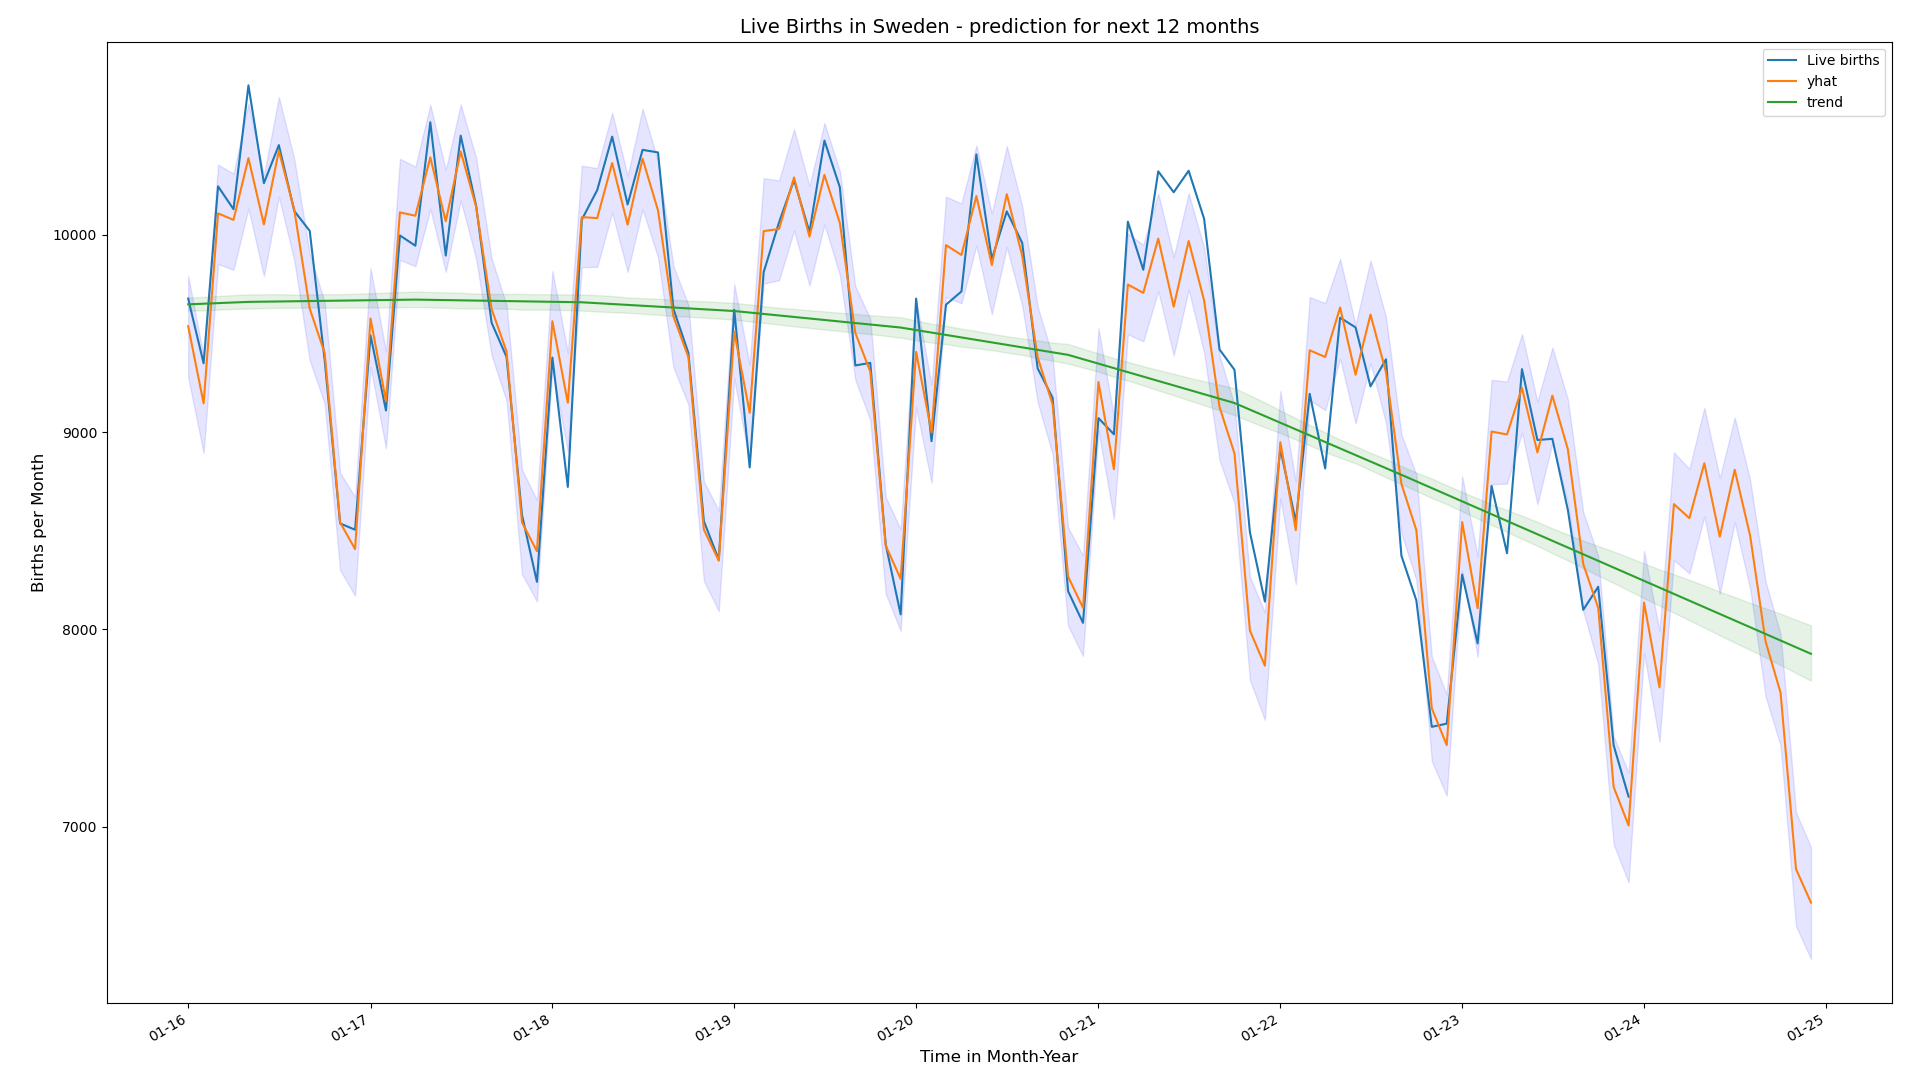 Live Births in Sweden - prediction for next 12 months
Live births
yhat
trend
10000
9000
8000
7000
Births per Month
01-16
01-17
01-18
01-19
01-20
01-21
01-22
01-23
01-24
01-25
Time in Month-Year